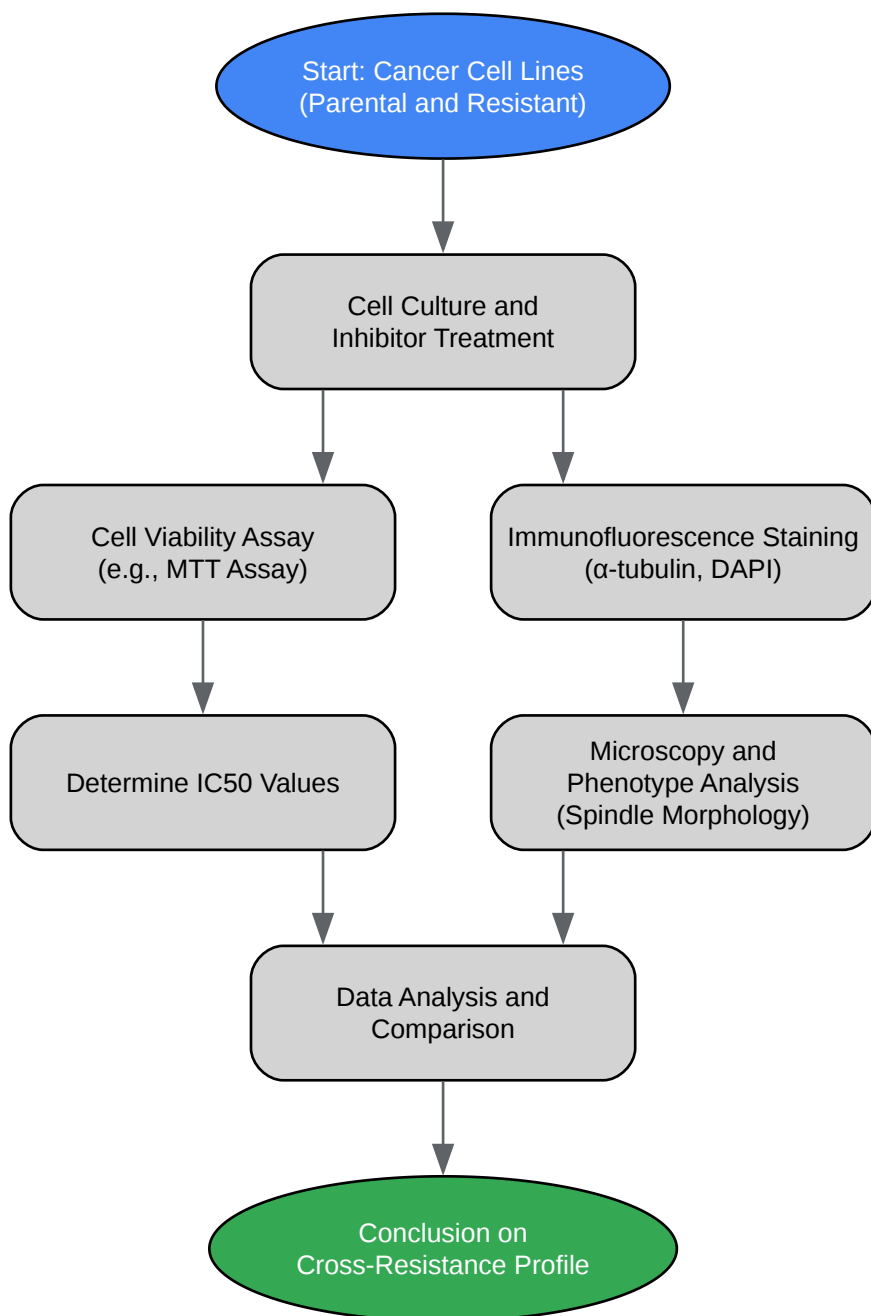 Start: Cancer Cell Lines
(Parental and Resistant)
Cell Culture and
Inhibitor Treatment
Cell Viability Assay
(e.g., MTT Assay)
Immunofluorescence Staining
(α-tubulin, DAPI)
Determine IC50 Values
Microscopy and
Phenotype Analysis
(Spindle Morphology)
Data Analysis and
Comparison
Conclusion on
Cross-Resistance Profile